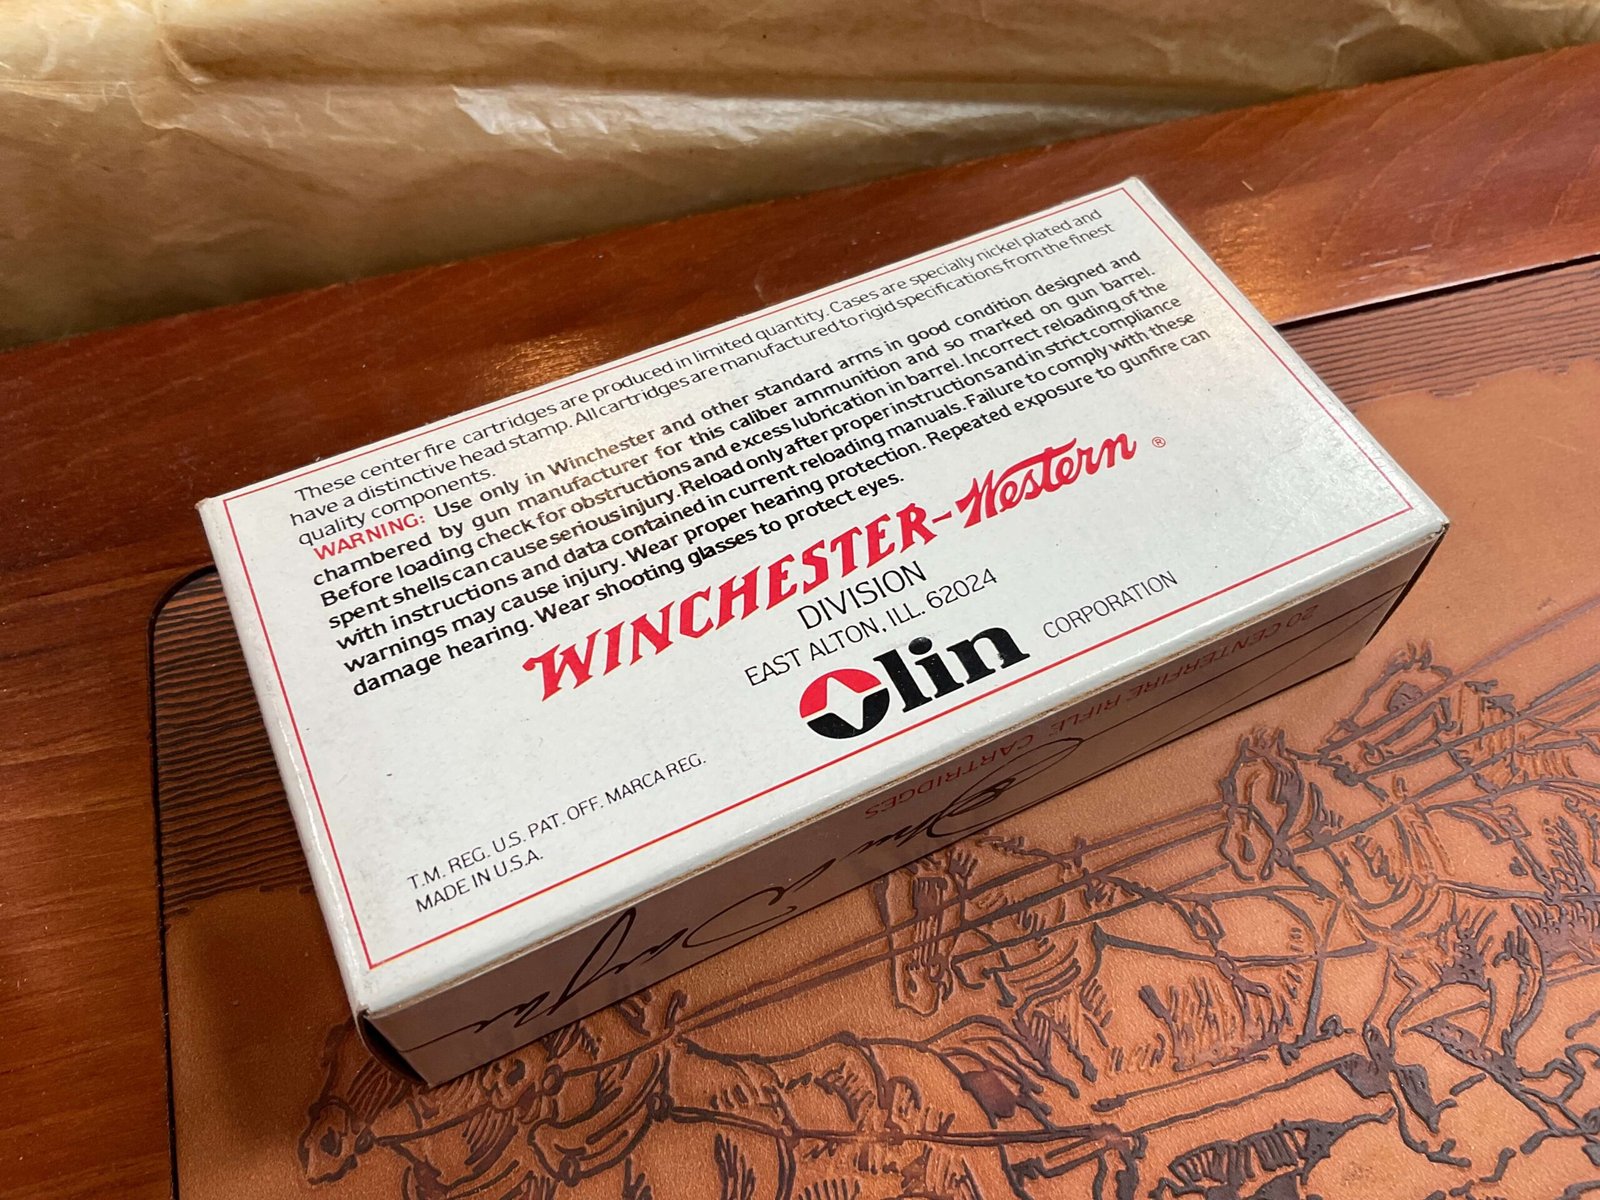 These centerfire cartridges are produced in limited quantity. Cases are specially nickel plated and
have a distinctive head stamp. All cartridges are manufactured to rigid specifications from the finest
quality components.
WARNING: Use only in Winchester and other standard arms in good condition designed and
chambered by gun manufacturer for this caliber ammunition and so marked on gun barrel.
Before loading check for obstructions and excess lubrication in barrel. Incorrect reloading of the
spent shells can cause serious injury. Reload only after proper instructions and in strict compliance
with instructions and data contained in current reloading manuals. Failure to comply with these
warnings may cause injury. Wear proper hearing protection. Repeated exposure to gunfire can
damage hearing. Wear shooting glasses to protect eyes.
WINCHESTER-Western ®
DIVISION
EAST ALTON, ILL. 62024
Olin CORPORATION
T.M. REG. U.S. PAT. OFF. MARCA REG.
MADE IN U.S.A.
20 CENTERFIRE RIFLE CARTRIDGES